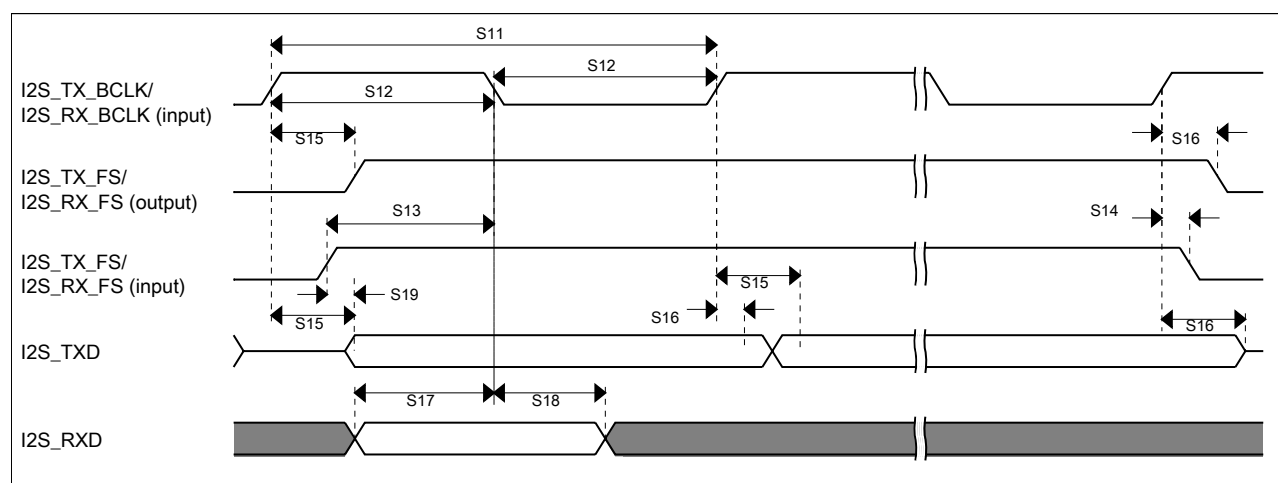 S11
I2S_TX_BCLK/
I2S_RX_BCLK (input)
S12
S12
S15
S16
I2S_TX_FS/
I2S_RX_FS (output)
S13
S14
I2S_TX_FS/
I2S_RX_FS (input)
S15
S19
S16
S15
S16
I2S_TXD
S17
S18
I2S_RXD